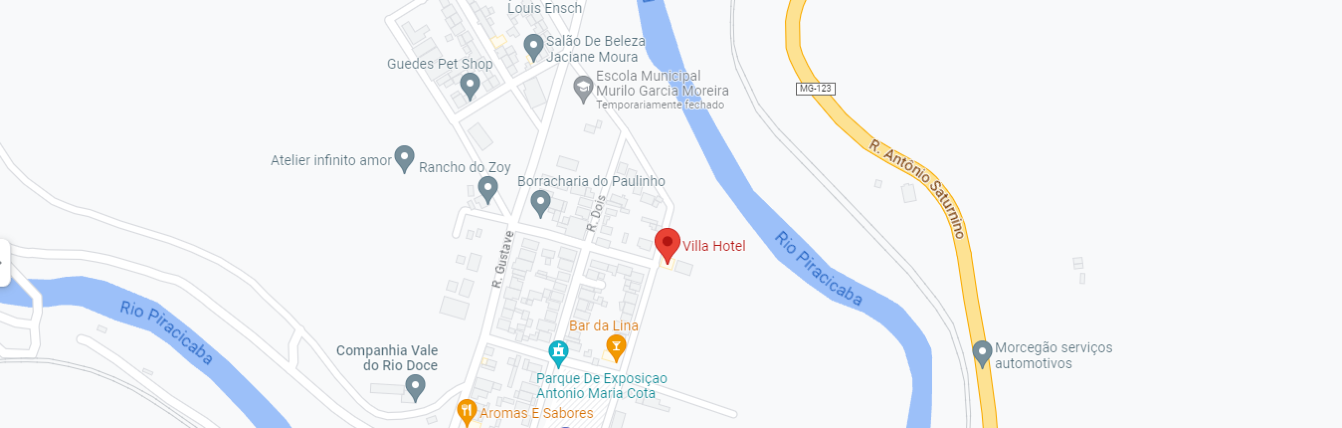 Louis Ensch
Salão De Beleza
Jaciane Moura
Guedes Pet Shop
Escola Municipal
Murilo Garcia Moreira
Temporariamente fechado
MG-123
R. Antônio Saturnino
Atelier infinito amor
Rancho do Zoy
Borracharia do Paulinho
R. Dois
R. Gustave
Villa Hotel
Rio Piracicaba
Rio Piracicaba
Bar da Lina
Companhia Vale
do Rio Doce
Morcegão serviços
automotivos
Parque De Exposiçao
Antonio Maria Cota
Aromas E Sabores